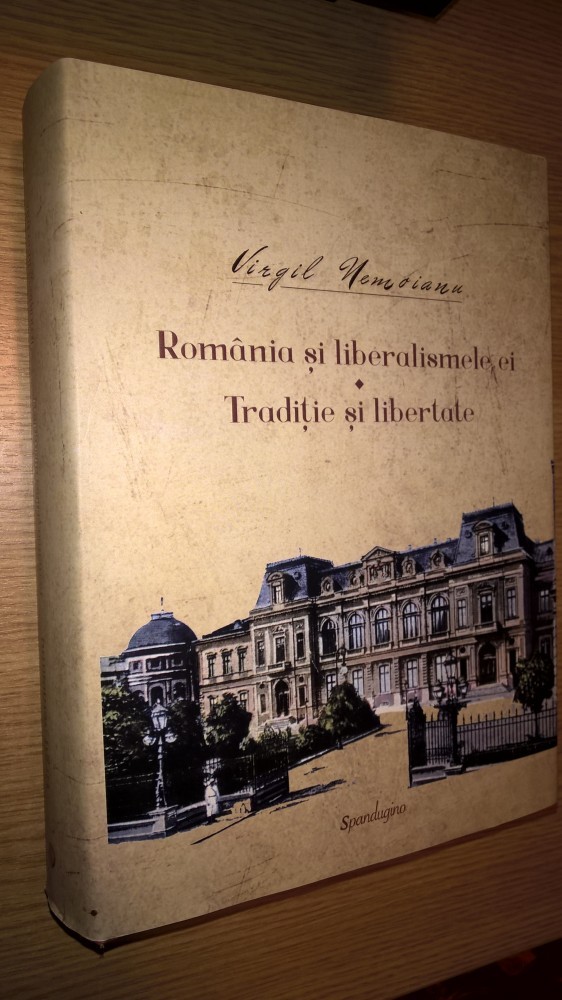 Virgil Nemoianu
România și liberalismele ei
Tradiție și libertate
Spandugino